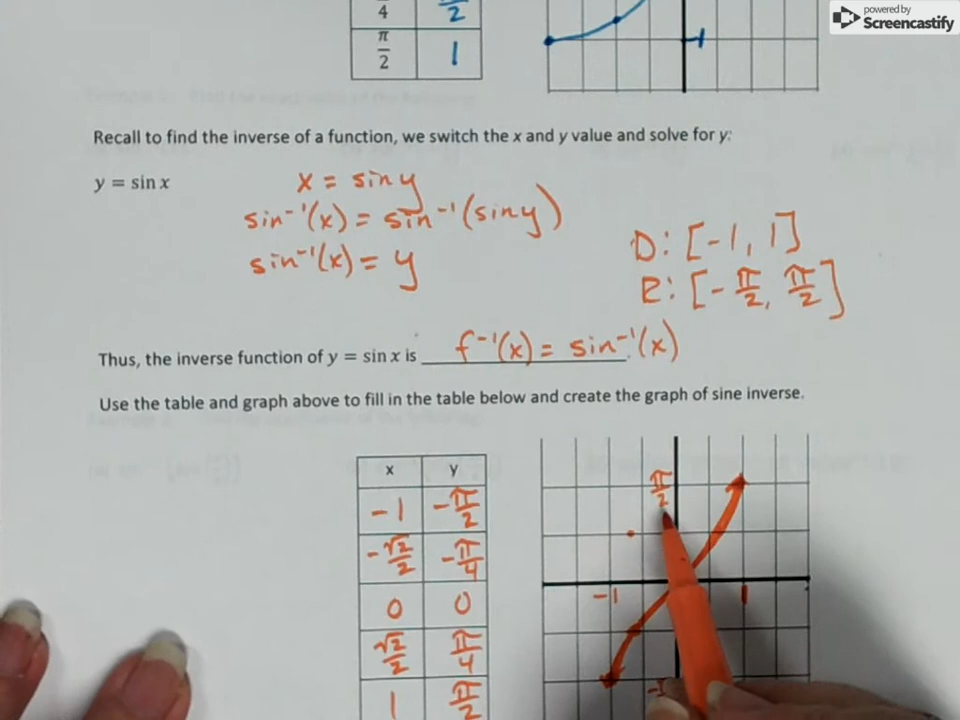 powered by
Screencastify
4
2
π/2 1
1
Recall to find the inverse of a function, we switch the x and y value and solve for y:
y = sin x
x = sin y
sin⁻¹(x) = sin⁻¹(sin y)
sin⁻¹(x) = y
D: [-1, 1]
R: [-π/2, π/2]
Thus, the inverse function of y = sin x is f⁻¹(x) = sin⁻¹(x).
Use the table and graph above to fill in the table below and create the graph of sine inverse.
x y
-1 -π/2
-√2/2 -π/4
0 0
√2/2 π/4
1 π/2
π/2
-1 1